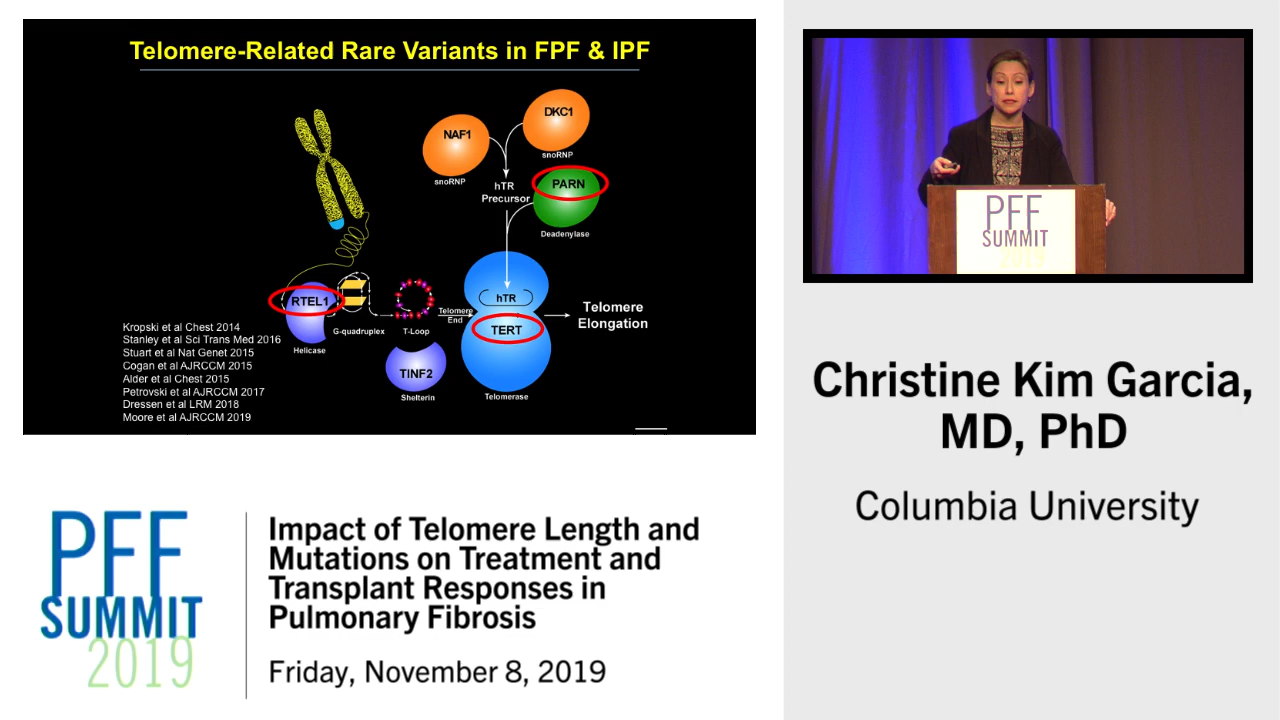 Telomere-Related Rare Variants in FPF & IPF
NAF1
snoRNP
DKC1
snoRNP
hTR
Precursor
PARN
Deadenylase
RTEL1
Helicase
G-quadruplex
T-Loop
Telomere
End
TINF2
Shelterin
hTR
TERT
Telomerase
Telomere
Elongation
Kropski et al Chest 2014
Stanley et al Sci Trans Med 2016
Stuart et al Nat Genet 2015
Cogan et al AJRCCM 2015
Alder et al Chest 2015
Petrovski et al AJRCCM 2017
Dressen et al LRM 2018
Moore et al AJRCCM 2019
PFF
SUMMIT
2019
Christine Kim Garcia,
MD, PhD
Columbia University
PFF
SUMMIT
2019
Impact of Telomere Length and
Mutations on Treatment and
Transplant Responses in
Pulmonary Fibrosis
Friday, November 8, 2019